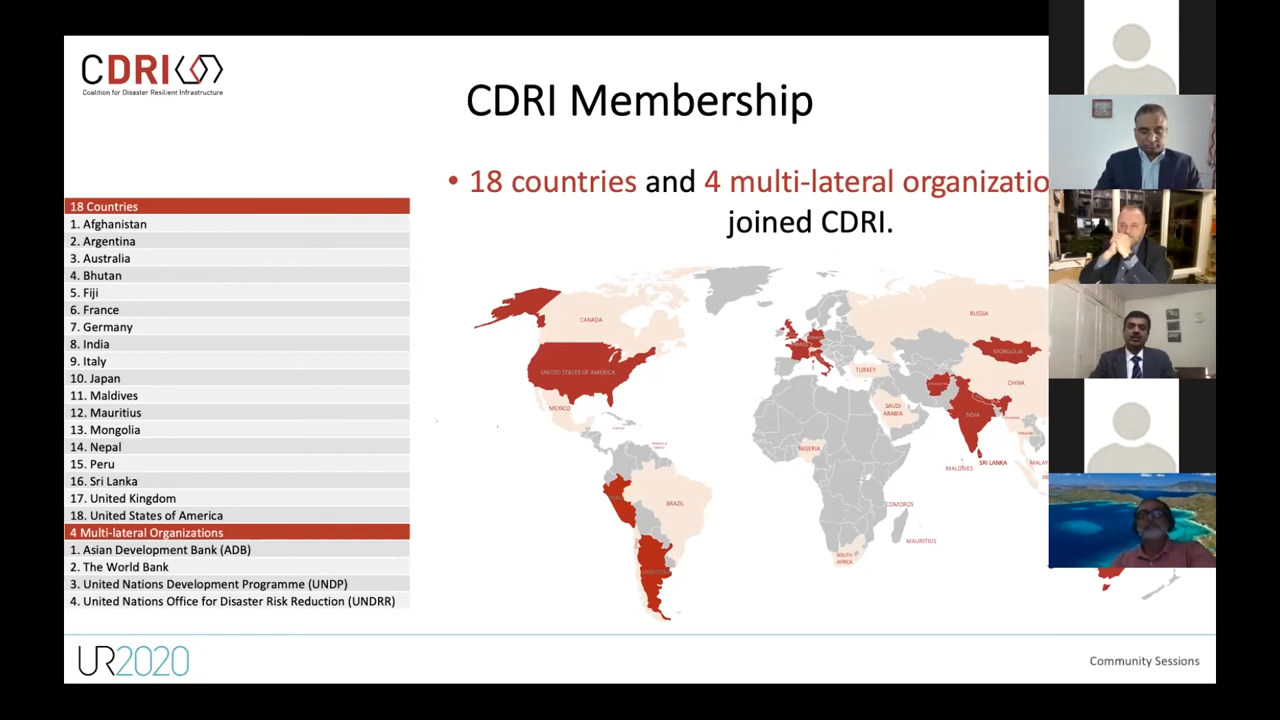 CDRI
Coalition for Disaster Resilient Infrastructure
CDRI Membership
• 18 countries and 4 multi-lateral organizatio
joined CDRI.
18 Countries
1. Afghanistan
2. Argentina
3. Australia
4. Bhutan
5. Fiji
6. France
7. Germany
8. India
9. Italy
10. Japan
11. Maldives
12. Mauritius
13. Mongolia
14. Nepal
15. Peru
16. Sri Lanka
17. United Kingdom
18. United States of America
4 Multi-lateral Organizations
1. Asian Development Bank (ADB)
2. The World Bank
3. United Nations Development Programme (UNDP)
4. United Nations Office for Disaster Risk Reduction (UNDRR)
CANADA
RUSSIA
UNITED STATES OF AMERICA
MONGOLIA
TURKEY
CHINA
MEXICO
SAUDI
ARABIA
INDIA
NIGERIA
MALDIVES
SRI LANKA
MALAY
BRAZIL
COMOROS
MAURITIUS
SOUTH
AFRICA
UR2020
Community Sessions